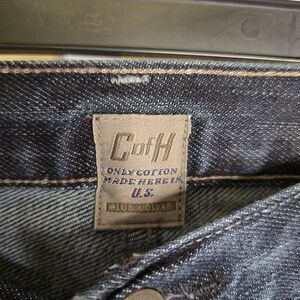 CofH
ONLY COTTON
MADE HERE IN
U.S.